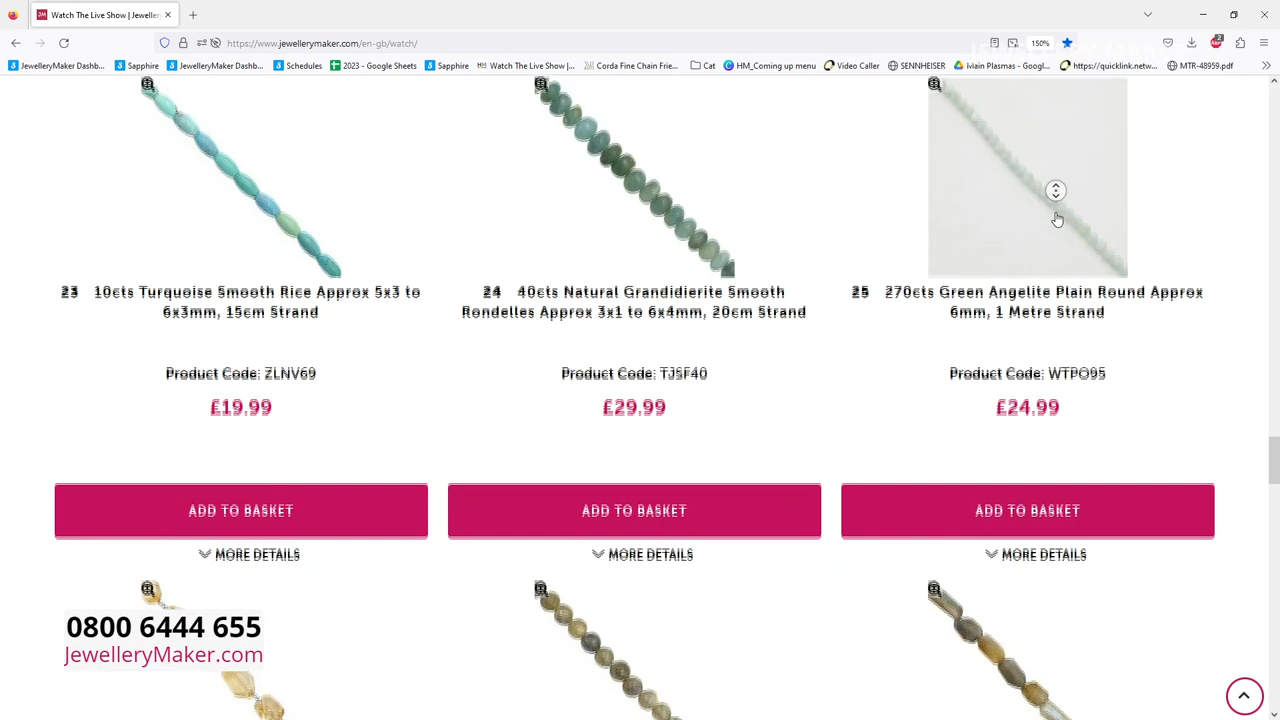 Watch The Live Show | Jeweller
https://www.jewellerymaker.com/en-gb/watch/
150%
2
JewelleryMaker Dashb...
Sapphire
JewelleryMaker Dashb...
Schedules
2023 - Google Sheets
Sapphire
Watch The Live Show |...
Corda Fine Chain Frie...
Cat
HM_Coming up menu
Video Caller
SENNHEISER
Main Plasmas - Googl...
https://quicklink.netw...
MTR-48959.pdf
23 10cts Turquoise Smooth Rice Approx 5x3 to
6x3mm, 15cm Strand
Product Code: ZLNV69
£19.99
ADD TO BASKET
MORE DETAILS
24 40cts Natural Grandidierite Smooth
Rondelles Approx 3x1 to 6x4mm, 20cm Strand
Product Code: TJSF40
£29.99
ADD TO BASKET
MORE DETAILS
25 270cts Green Angelite Plain Round Approx
6mm, 1 Metre Strand
Product Code: WTPO95
£24.99
ADD TO BASKET
MORE DETAILS
0800 6444 655
JewelleryMaker.com